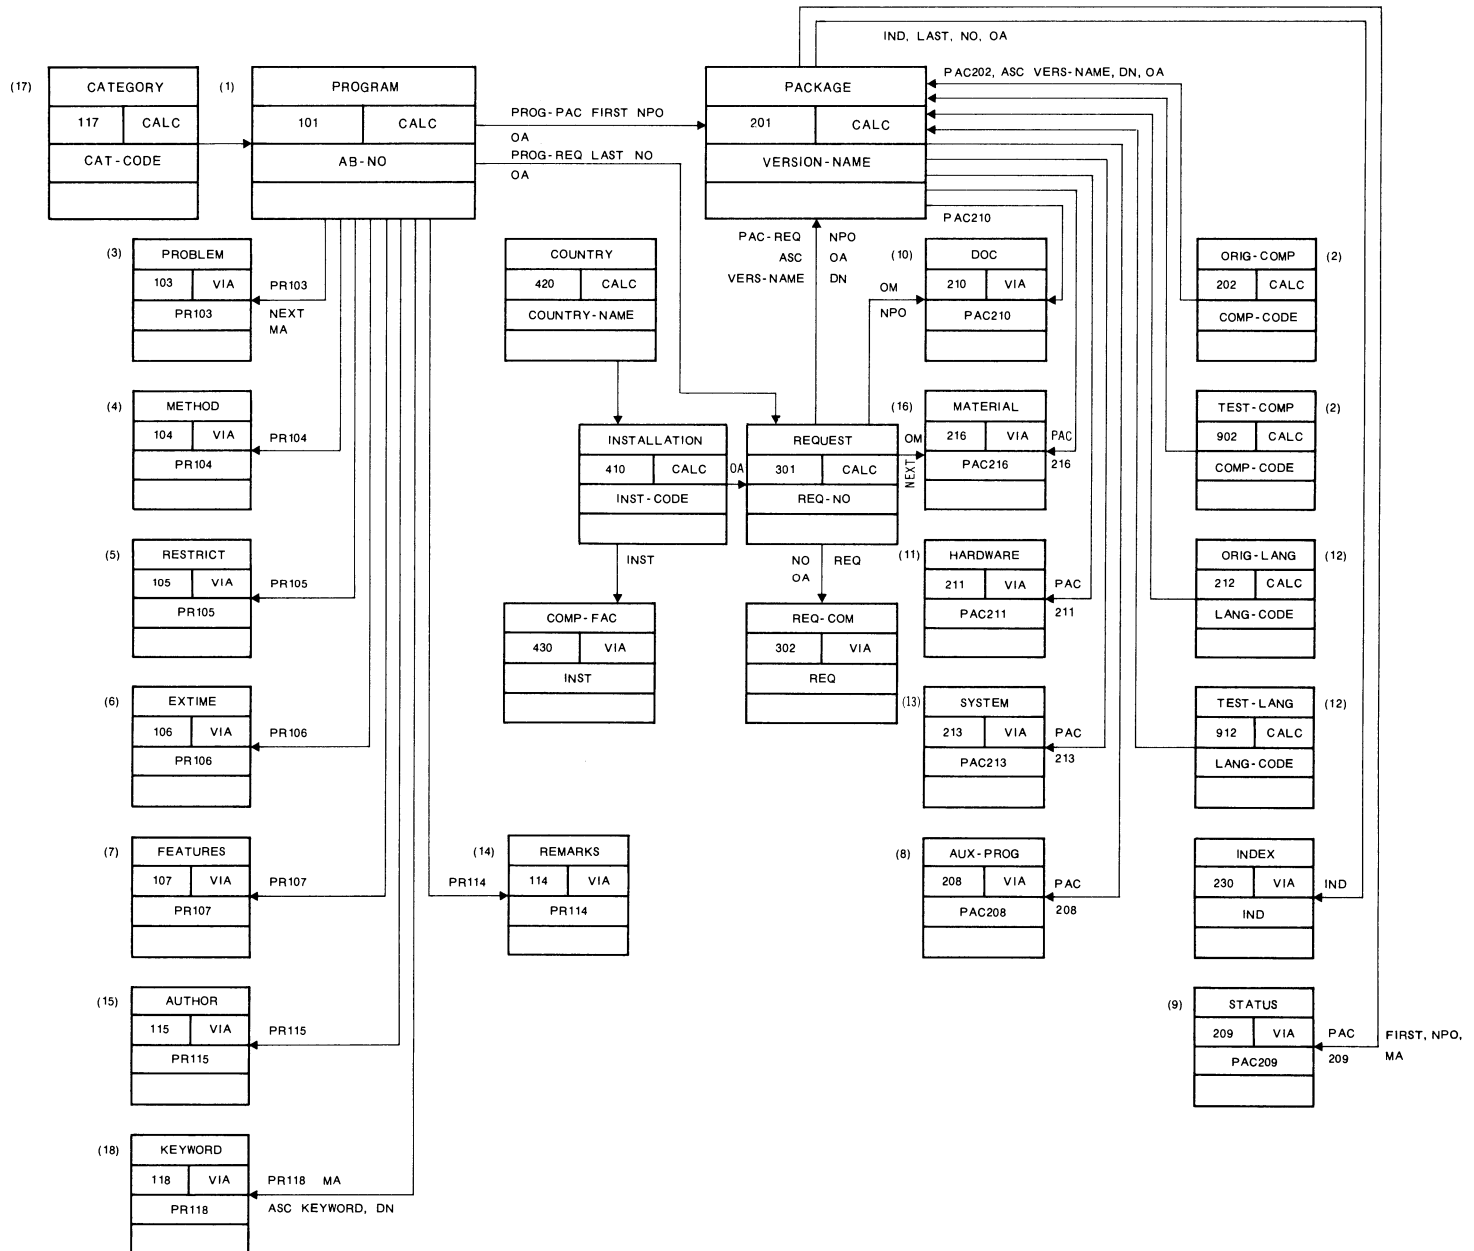 IND, LAST, NO, OA
(17)
CATEGORY
117 CALC
CAT-CODE
(1)
PROGRAM
101 CALC
AB-NO
PROG-PAC FIRST NPO
OA
PROG-REQ LAST NO
OA
PACKAGE
201 CALC
VERSION-NAME
PAC202, ASC VERS-NAME, DN, OA
PAC210
PAC-REQ NPO
ASC OA
VERS-NAME DN
(3)
PROBLEM
103 VIA
PR103
PR103
NEXT
MA
COUNTRY
420 CALC
COUNTRY-NAME
(10)
DOC
210 VIA
PAC210
OM
NPO
ORIG-COMP
(2)
202 CALC
COMP-CODE
(4)
METHOD
104 VIA
PR104
PR104
INSTALLATION
410 CALC
INST-CODE
OA
REQUEST
301 CALC
REQ-NO
OM
NEXT
(16)
MATERIAL
216 VIA
PAC216
PAC
216
TEST-COMP
(2)
902 CALC
COMP-CODE
(5)
RESTRICT
105 VIA
PR105
PR105
INST
NO REQ
OA
(11)
HARDWARE
211 VIA
PAC211
PAC
211
ORIG-LANG
(12)
212 CALC
LANG-CODE
COMP-FAC
430 VIA
INST
REQ-COM
302 VIA
REQ
(6)
EXTIME
106 VIA
PR106
PR106
(13)
SYSTEM
213 VIA
PAC213
PAC
213
TEST-LANG
(12)
912 CALC
LANG-CODE
(7)
FEATURES
107 VIA
PR107
PR107
(14)
REMARKS
114 VIA
PR114
PR114
(8)
AUX-PROG
208 VIA
PAC208
PAC
208
INDEX
230 VIA
IND
IND
(15)
AUTHOR
115 VIA
PR115
PR115
(9)
STATUS
209 VIA
PAC209
PAC
209
FIRST, NPO,
MA
(18)
KEYWORD
118 VIA
PR118
PR118 MA
ASC KEYWORD, DN